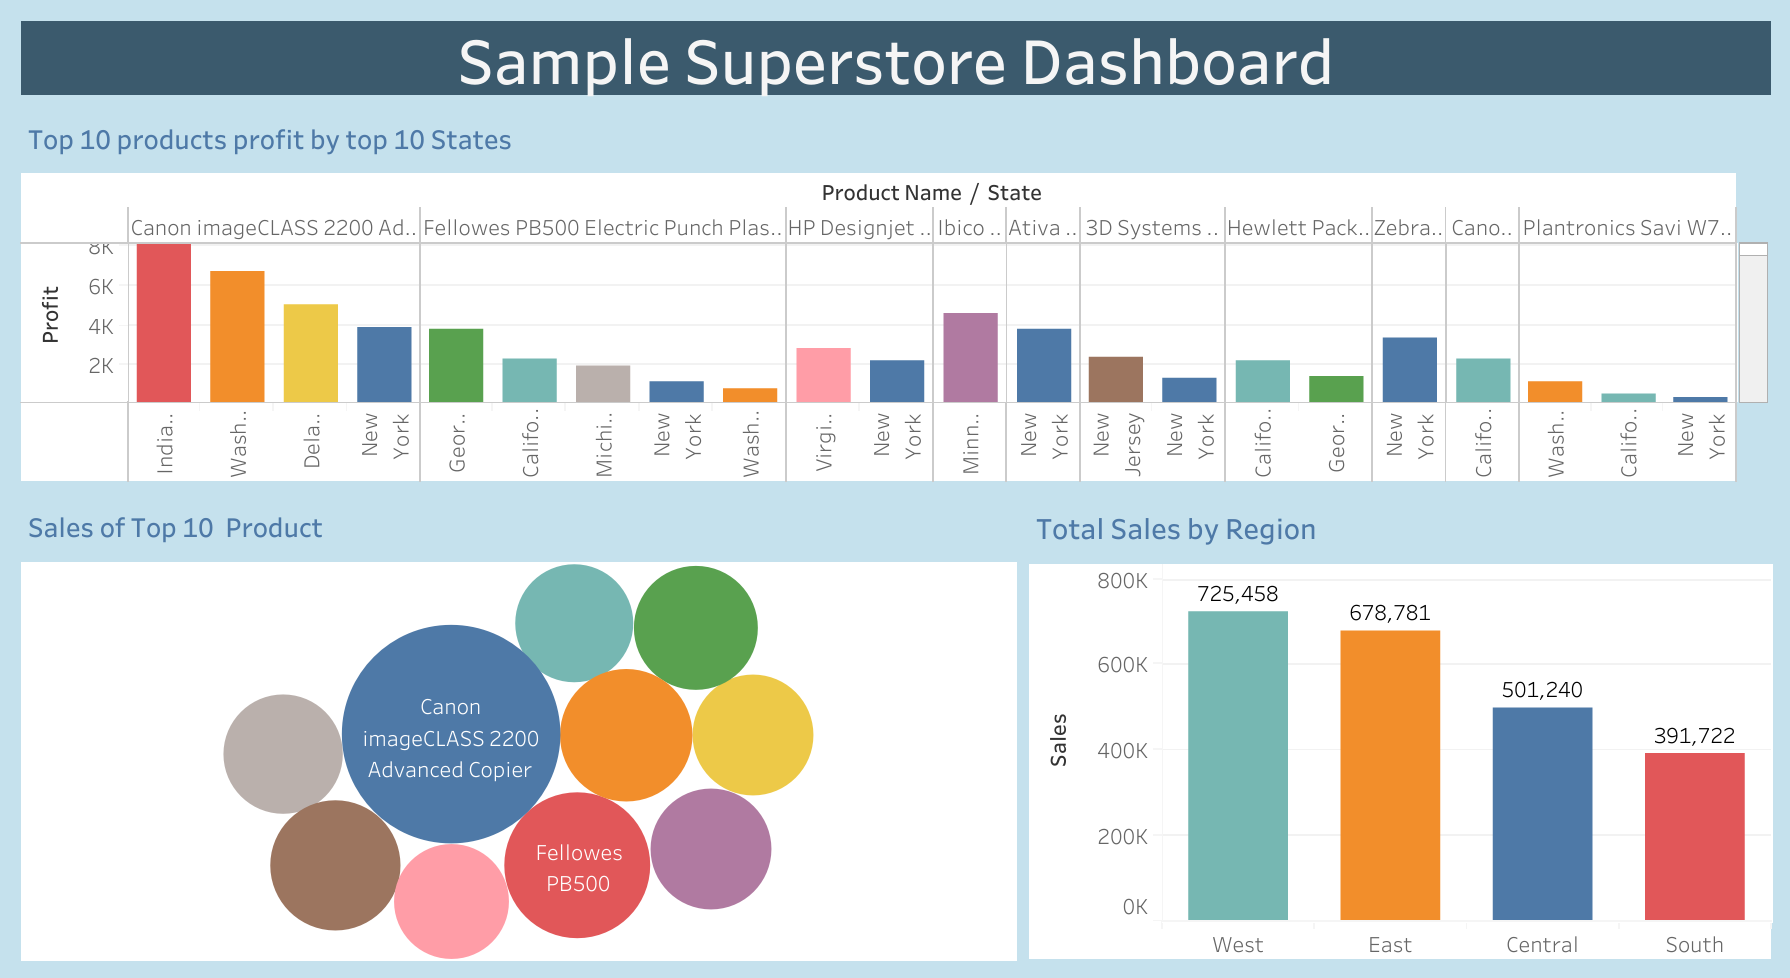 Sample Superstore Dashboard
Top 10 products profit by top 10 States
Product Name / State
Canon imageCLASS 2200 Ad.. Fellowes PB500 Electric Punch Plas.. HP Designjet .. Ibico .. Ativa .. 3D Systems .. Hewlett Pack.. Zebra.. Cano.. Plantronics Savi W7..
Profit
8K
6K
4K
2K
India..
Wash..
Dela..
New York
Geor..
Califo..
Michi..
New York
Wash..
Virgi..
New York
Minn..
New York
New Jersey
New York
Califo..
Geor..
New York
Califo..
Wash..
Califo..
New York
Sales of Top 10  Product
Canon
imageCLASS 2200
Advanced Copier
Fellowes
PB500
Total Sales by Region
Sales
800K
600K
400K
200K
0K
725,458
678,781
501,240
391,722
West East Central South